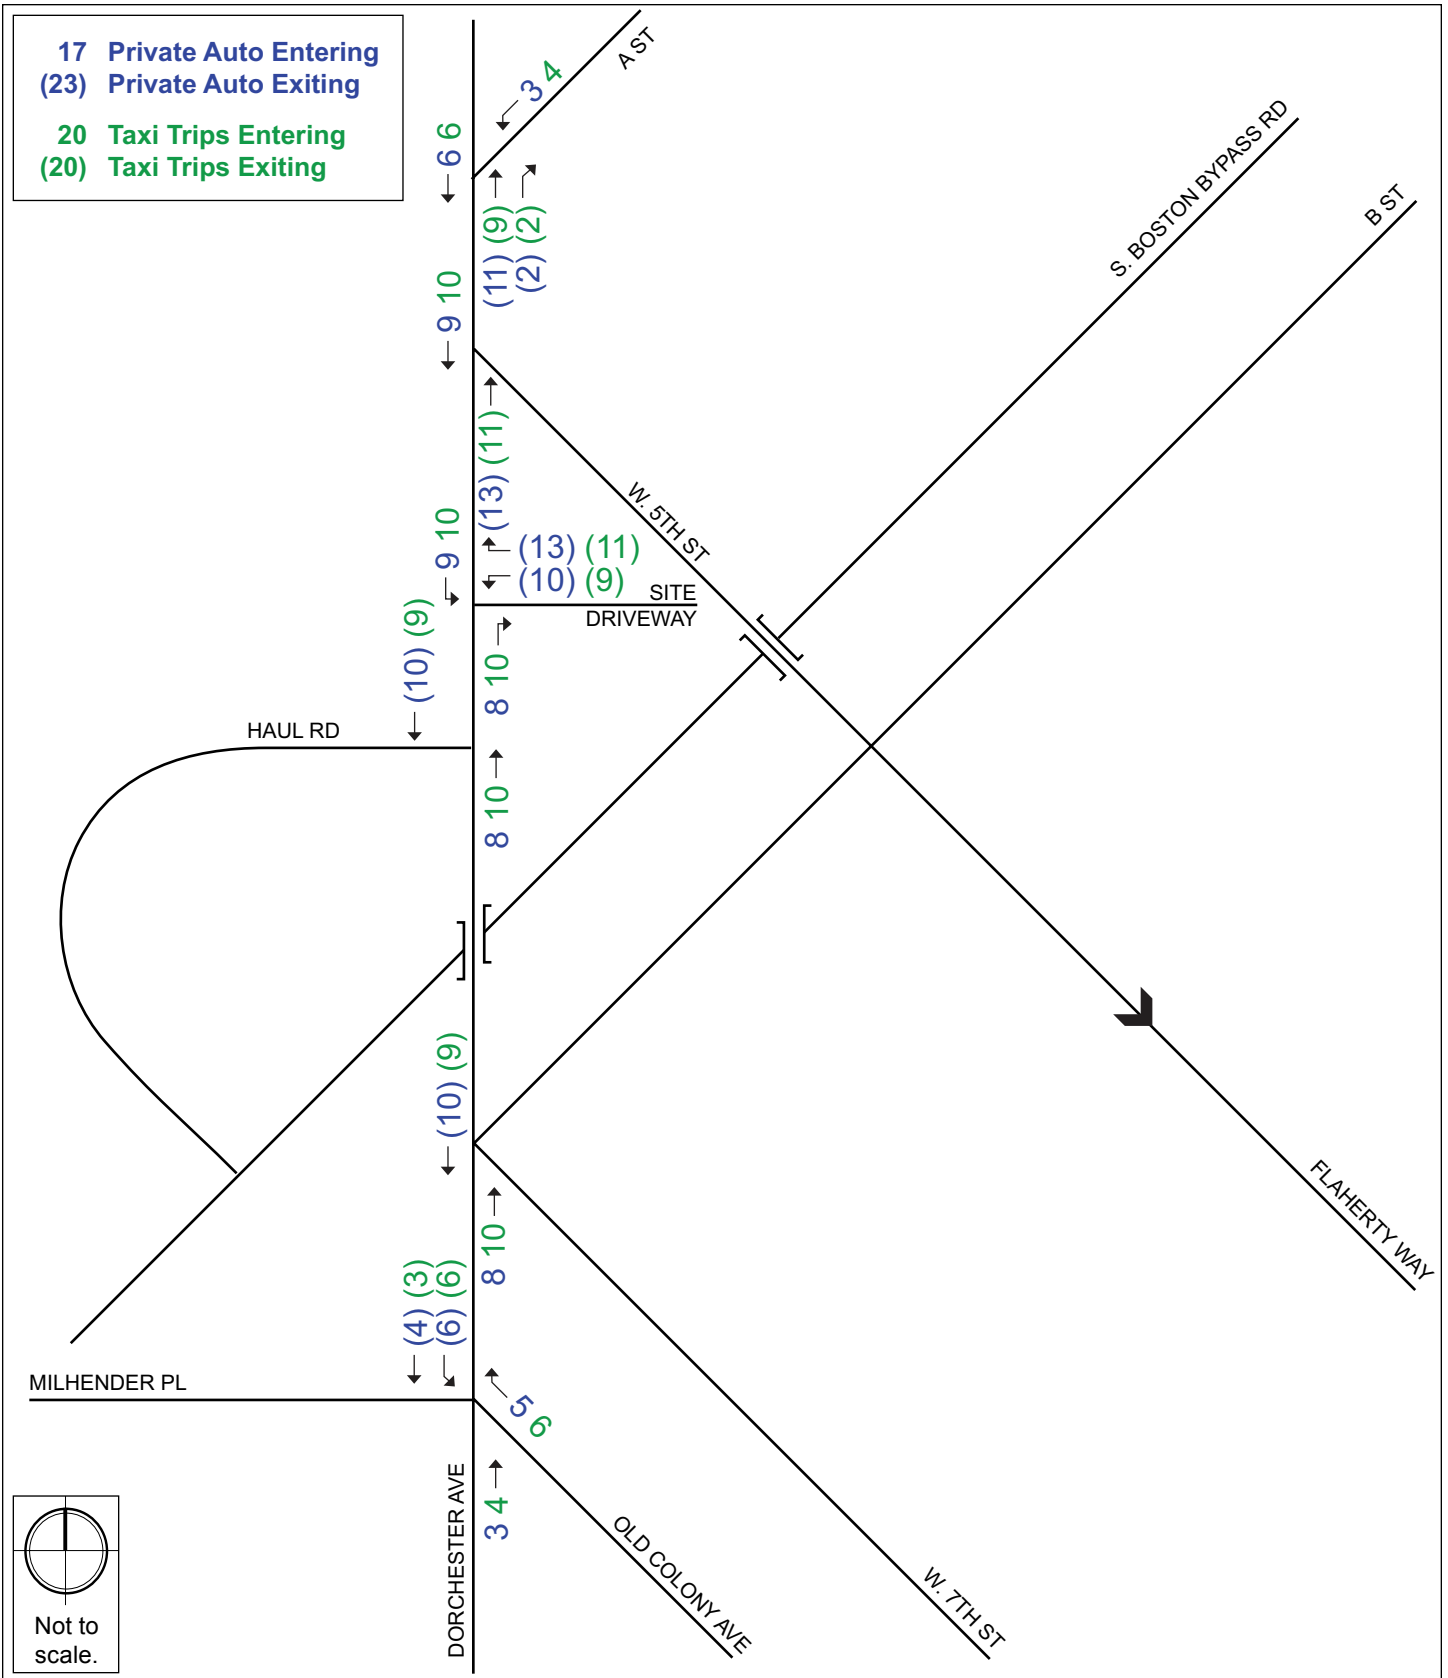 17 Private Auto Entering
(23) Private Auto Exiting
20 Taxi Trips Entering
(20) Taxi Trips Exiting
A ST
3 4
6 6
(11) (9)
(2) (2)
S. BOSTON BYPASS RD
B ST
9 10
(13) (11)
W. 5TH ST
9 10
(13) (11)
(10) (9)
SITE
DRIVEWAY
(10) (9)
8 10
HAUL RD
8 10
(10) (9)
FLAHERTY WAY
8 10
(4) (3)
(6) (6)
MILHENDER PL
5 6
DORCHESTER AVE
3 4
OLD COLONY AVE
W. 7TH ST
Not to
scale.